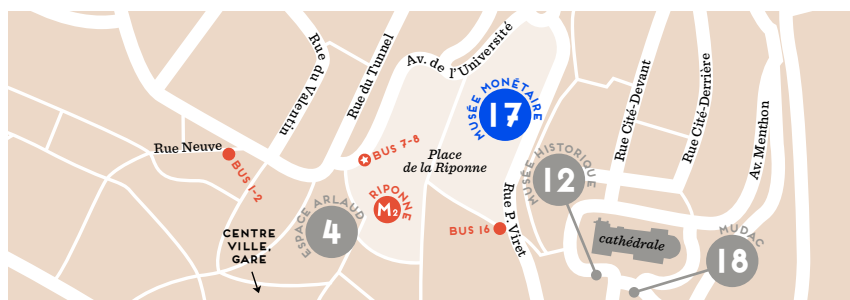 Rue du Valentin
Rue du Tunnel
Av. de l'Université
MUSÉE MONÉTAIRE
17
Rue Cité-Devant
Rue Cité-Derrière
Av. Menthon
Rue Neuve
BUS 1-2
BUS 7-8
Place
de la Riponne
MUSÉE HISTORIQUE
12
RIPONNE
M2
ESPACE ARLAUD
4
Rue P. Viret
BUS 16
CENTRE
VILLE,
GARE
cathédrale
MUDAC
18